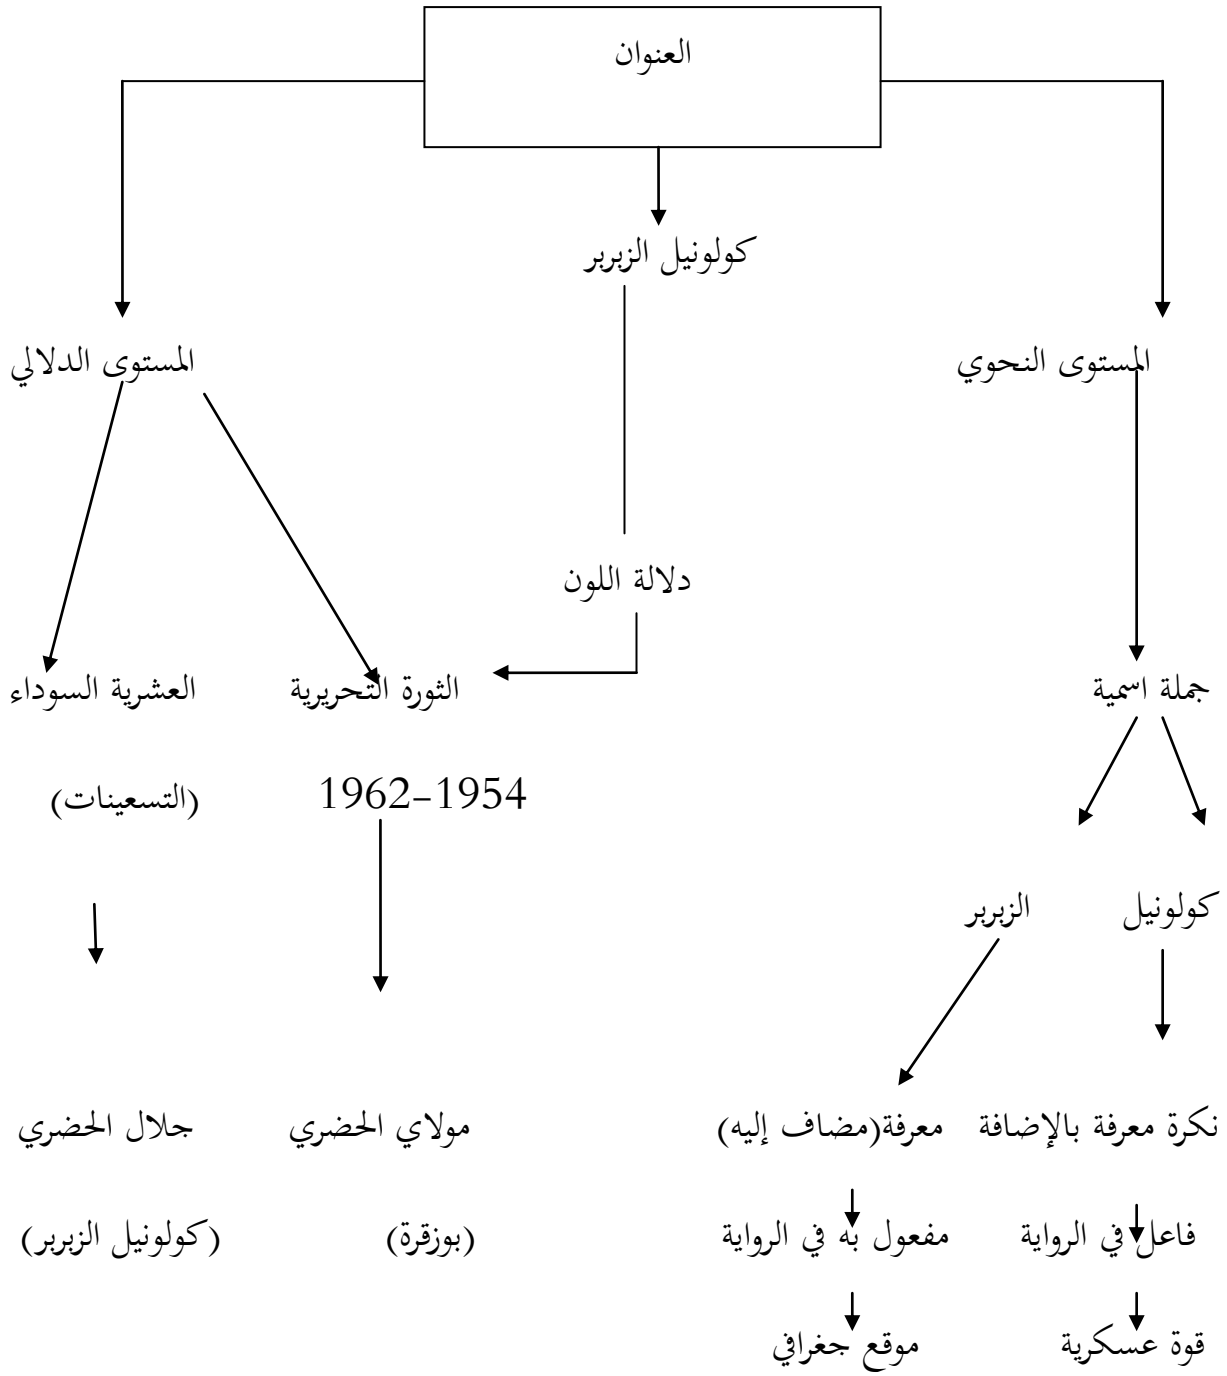 العنوان
كولونيل الزبربر
المستوى النحوي
المستوى الدلالي
دلالة اللون
جملة اسمية
الثورة التحريرية
العشرية السوداء
1954-1962
(التسعينات)
كولونيل
الزبربر
نكرة معرفة بالإضافة
معرفة(مضاف إليه)
مولاي الحضري
جلال الحضري
فاعل في الرواية
مفعول به في الرواية
(بوزقرة)
(كولونيل الزبربر)
قوة عسكرية
موقع جغرافي